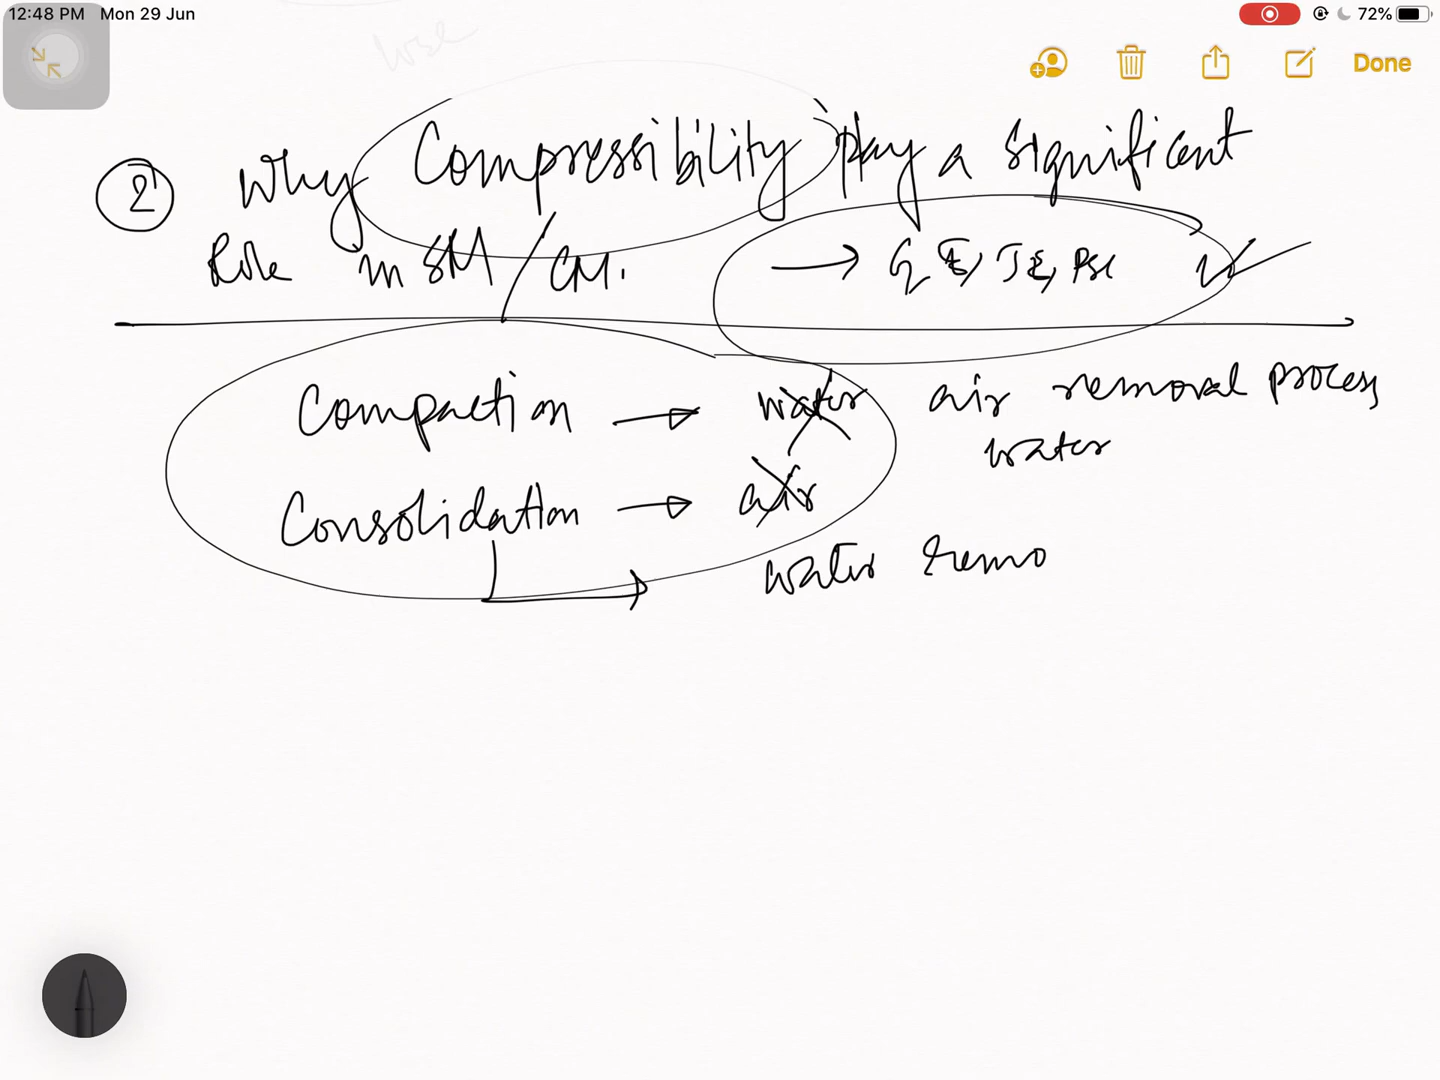 12:48 PM Mon 29 Jun
72%
Done
2 Why Compressibility play a significant
Role in SM/CM. → G, E, JE, PSC
Compaction → water air removal process
water
Consolidation → air
water remo